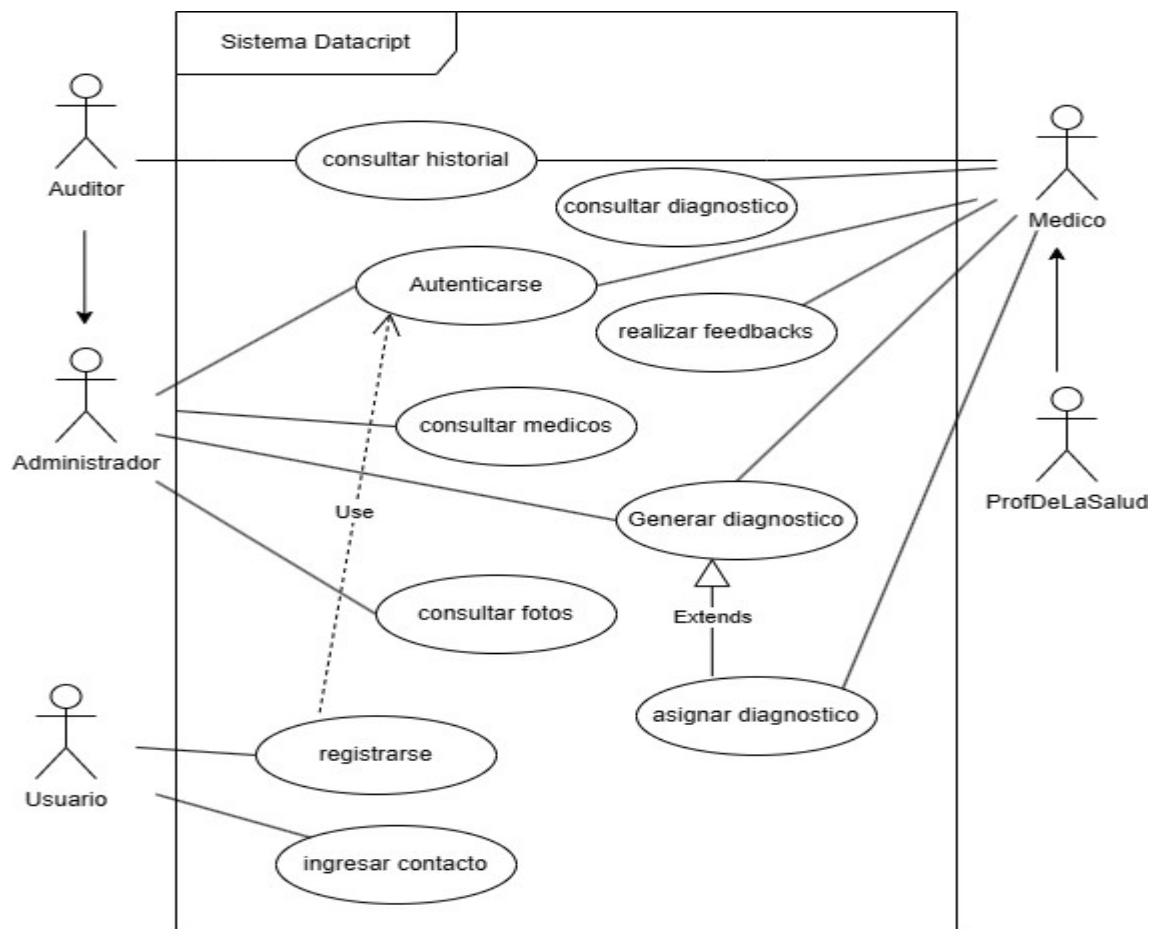 Sistema Datacript
consultar historial
Auditor
consultar diagnostico
Medico
Autenticarse
realizar feedbacks
consultar medicos
Administrador
ProfDeLaSalud
Use
Generar diagnostico
consultar fotos
Extends
asignar diagnostico
registrarse
Usuario
ingresar contacto